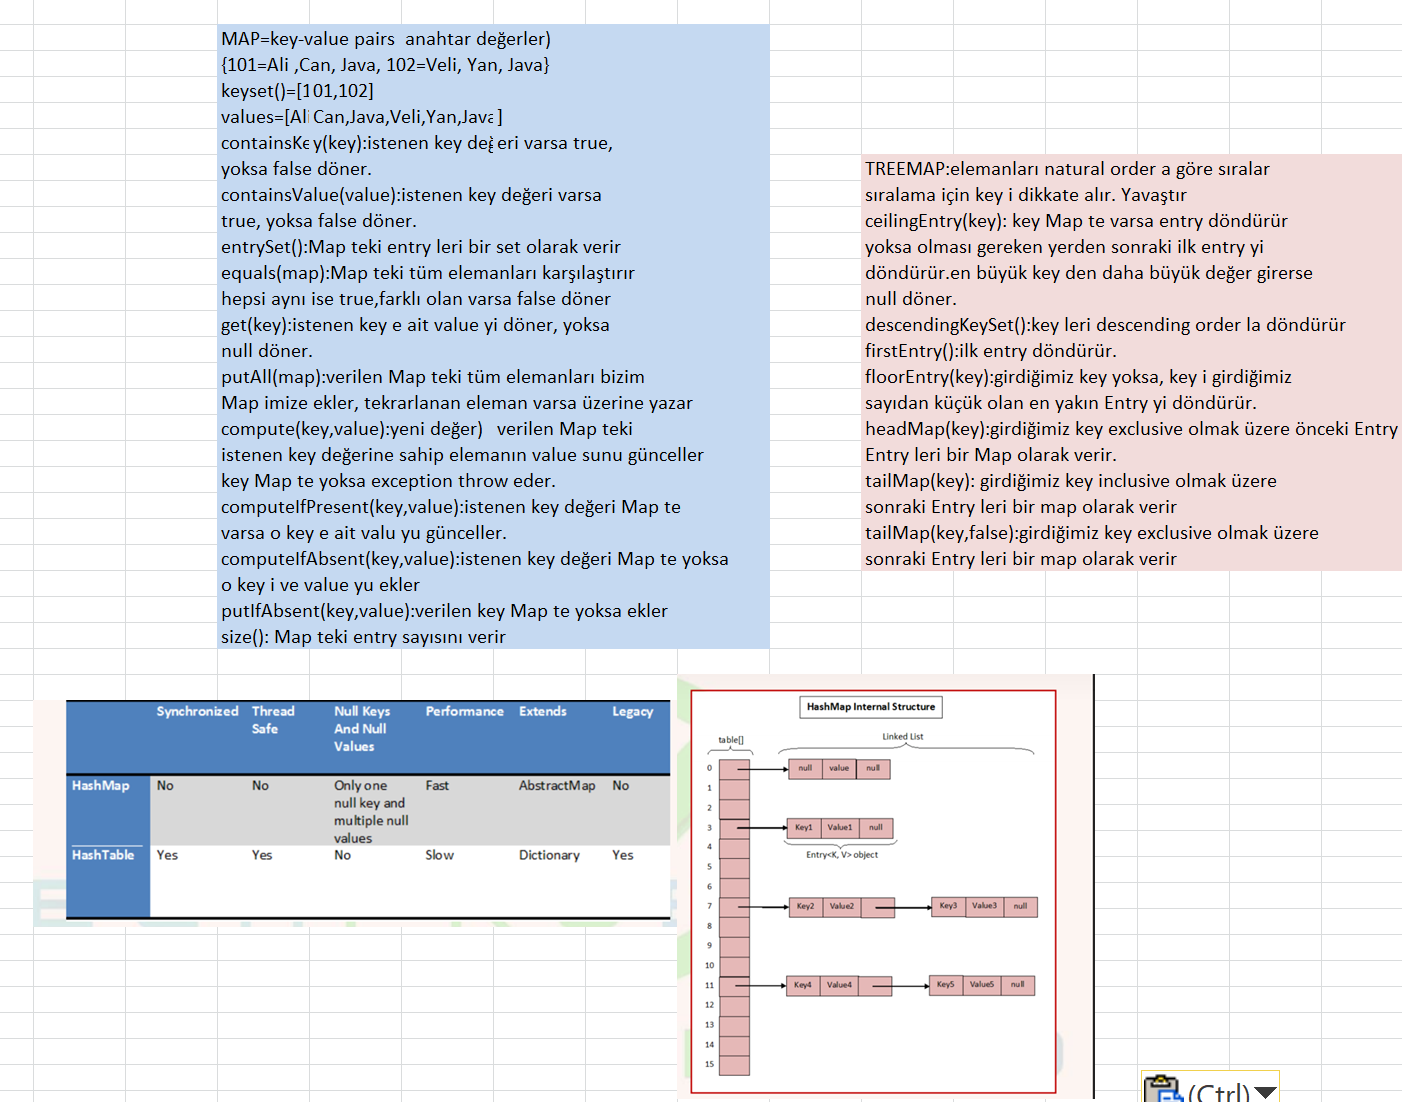 MAP=key-value pairs  anahtar değerler)
{101=Ali ,Can, Java, 102=Veli, Yan, Java}
keyset()=[101,102]
values=[Ali Can,Java,Veli,Yan,Java]
containsKey(key):istenen key değeri varsa true,
yoksa false döner.
containsValue(value):istenen key değeri varsa
true, yoksa false döner.
entrySet():Map teki entry leri bir set olarak verir
equals(map):Map teki tüm elemanları karşılaştırır
hepsi aynı ise true,farklı olan varsa false döner
get(key):istenen key e ait value yi döner, yoksa
null döner.
putAll(map):verilen Map teki tüm elemanları bizim
Map imize ekler, tekrarlanan eleman varsa üzerine yazar
compute(key,value):yeni değer)   verilen Map teki
istenen key değerine sahip elemanın value sunu günceller
key Map te yoksa exception throw eder.
computeIfPresent(key,value):istenen key değeri Map te
varsa o key e ait valu yu günceller.
computeIfAbsent(key,value):istenen key değeri Map te yoksa
o key i ve value yu ekler
putIfAbsent(key,value):verilen key Map te yoksa ekler
size(): Map teki entry sayısını verir
TREEMAP:elemanları natural order a göre sıralar
sıralama için key i dikkate alır. Yavaştır
ceilingEntry(key): key Map te varsa entry döndürür
yoksa olması gereken yerden sonraki ilk entry yi
döndürür.en büyük key den daha büyük değer girerse
null döner.
descendingKeySet():key leri descending order la döndürür
firstEntry():ilk entry döndürür.
floorEntry(key):girdiğimiz key yoksa, key i girdiğimiz
sayıdan küçük olan en yakın Entry yi döndürür.
headMap(key):girdiğimiz key exclusive olmak üzere önceki Entry
Entry leri bir Map olarak verir.
tailMap(key): girdiğimiz key inclusive olmak üzere
sonraki Entry leri bir map olarak verir
tailMap(key,false):girdiğimiz key exclusive olmak üzere
sonraki Entry leri bir map olarak verir
Synchronized Thread Safe Null Keys And Null Values Performance Extends Legacy
HashMap No No Only one null key and multiple null values Fast AbstractMap No
HashTable Yes Yes No Slow Dictionary Yes
HashMap Internal Structure
table[] Linked List
0 null value null
1
2
3 Key1 Value1 null
4
Entry<K, V> object
5
6
7 Key2 Value2 Key3 Value3 null
8
9
10
11 Key4 Value4 Key5 Value5 null
12
13
14
15
(Ctrl)